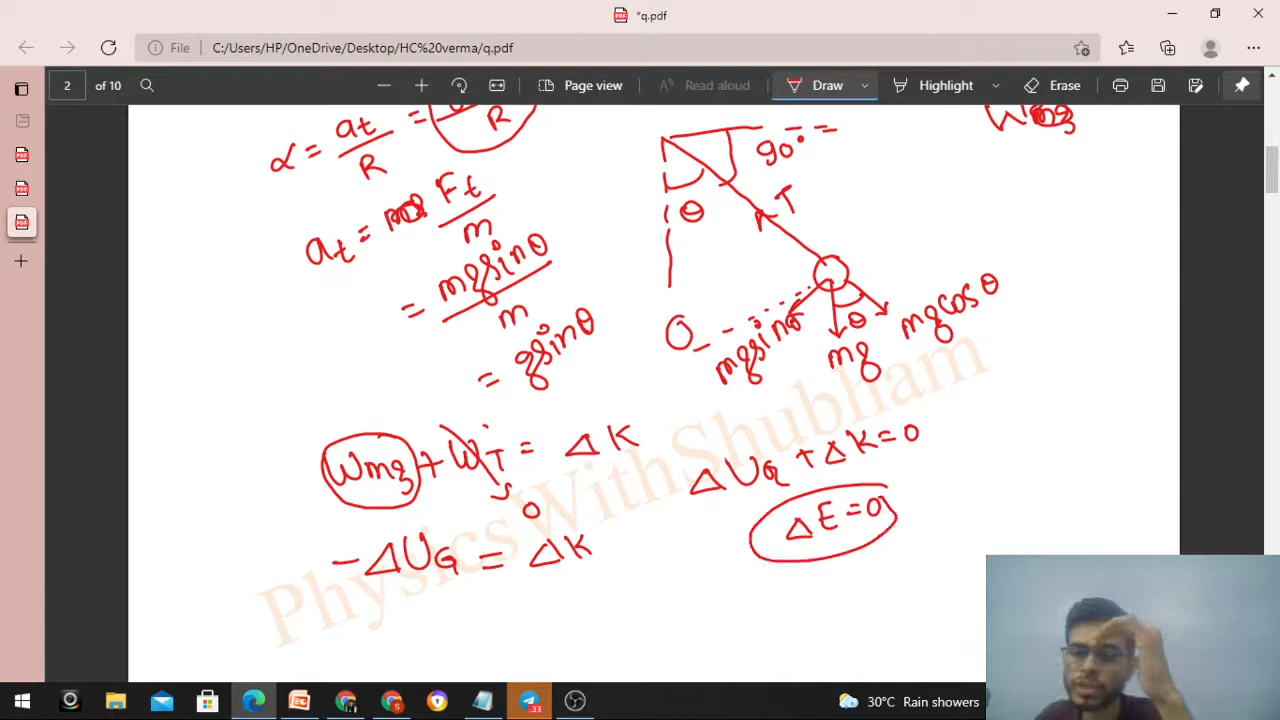 *q.pdf
File C:/Users/HP/OneDrive/Desktop/HC%20verma/q.pdf
2 of 10 Page view Read aloud Draw Highlight Erase
α = at/R = R
at = Ft/m
= mg sinθ/m
= g sinθ
90°
θ
T
θ
mg sinθ
mg
mg cosθ
Wmg + WT = ΔK
0
-ΔUG = ΔK
ΔUG + ΔK = 0
ΔE = 0
PhysicsWithShubham
33
30°C Rain showers